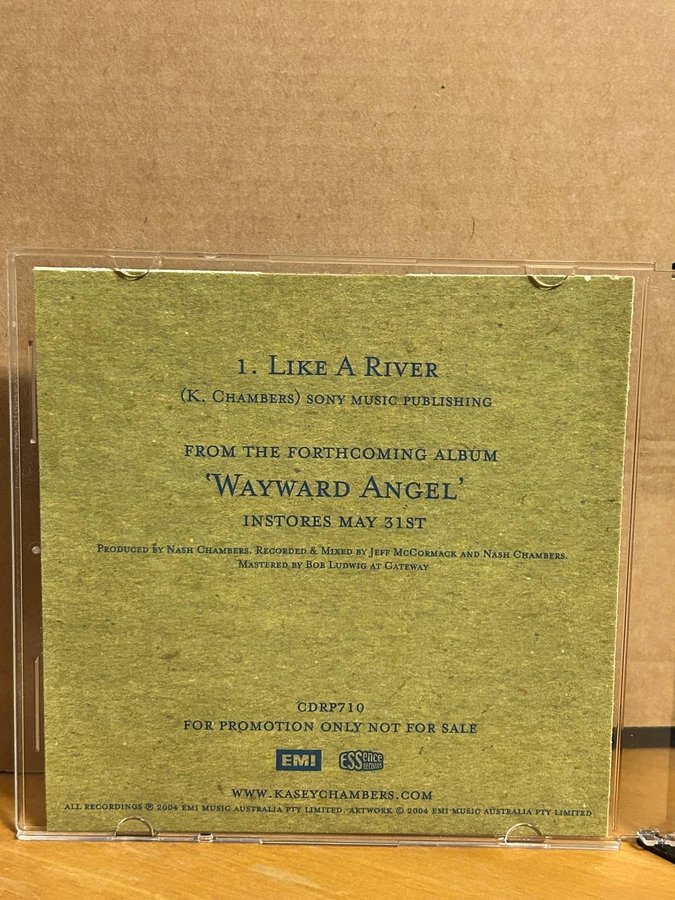 1. Like A River
(K. Chambers) Sony Music Publishing
From the forthcoming album
‘Wayward Angel’
Instores May 31st
Produced by Nash Chambers. Recorded & Mixed by Jeff McCormack and Nash Chambers.
Mastered by Bob Ludwig at Gateway
CDRP710
For promotion only not for sale
EMI ESSence Records
www.kaseychambers.com
All recordings ℗ 2004 EMI Music Australia Pty Limited. Artwork © 2004 EMI Music Australia Pty Limited